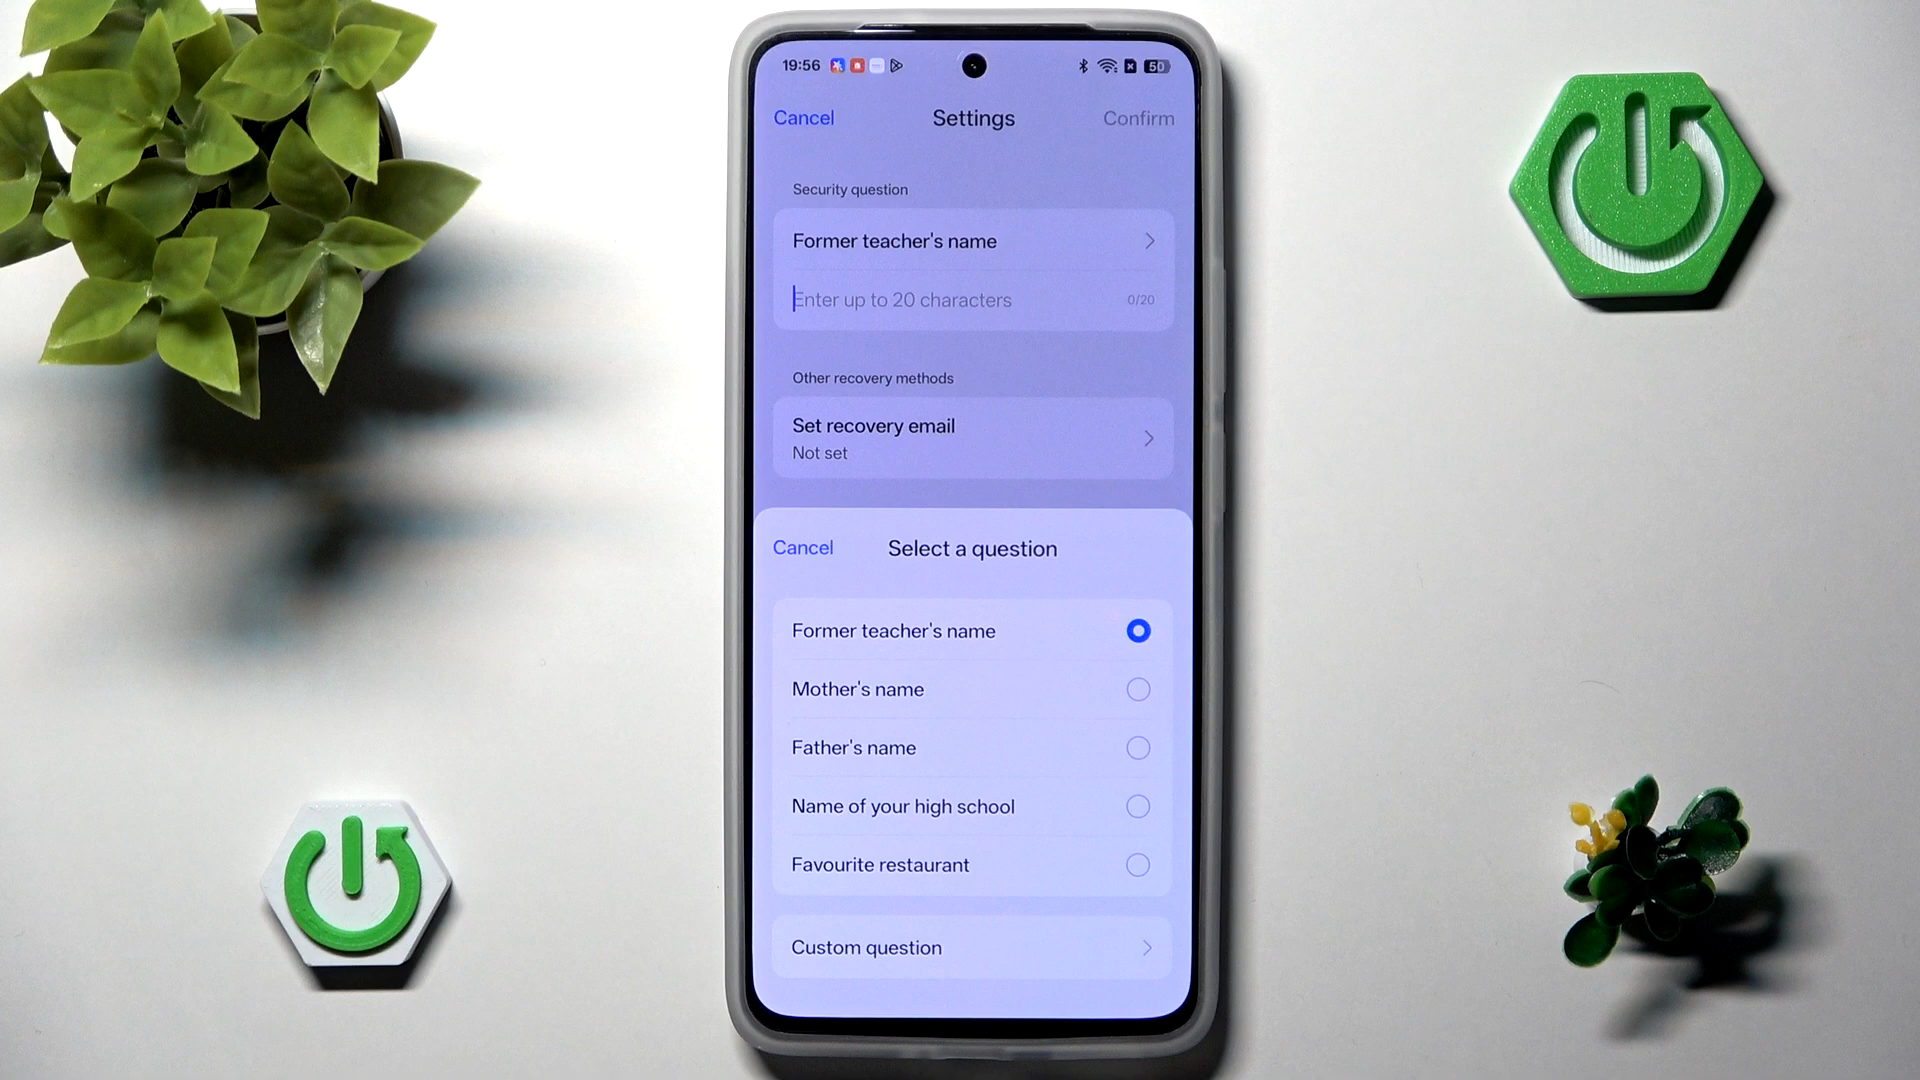 19:56 50
Cancel Settings Confirm
Security question
Former teacher's name
Enter up to 20 characters 0/20
Other recovery methods
Set recovery email
Not set
Cancel Select a question
Former teacher's name
Mother's name
Father's name
Name of your high school
Favourite restaurant
Custom question